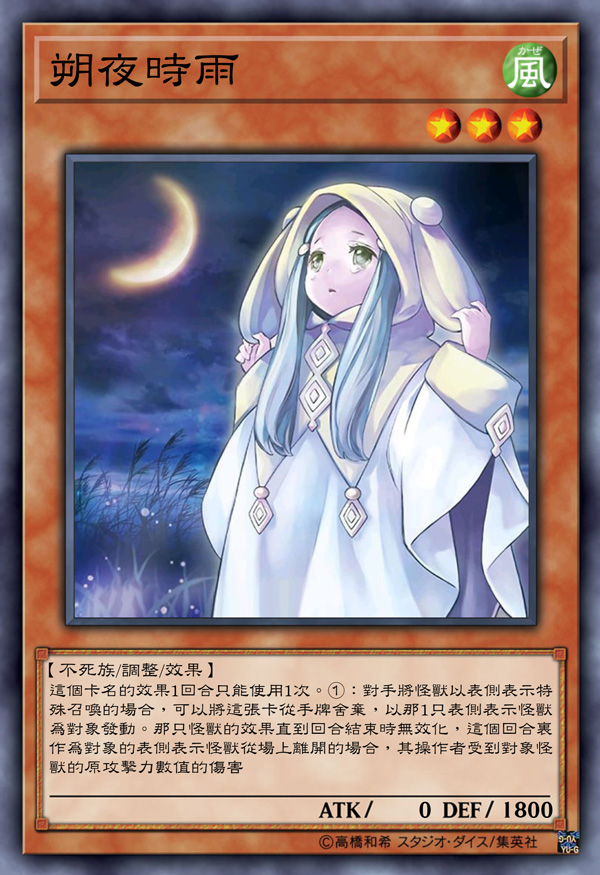 朔夜時雨
かぜ
風
【不死族/調整/效果】
這個卡名的效果1回合只能使用1次。①：對手將怪獸以表側表示特
殊召喚的場合，可以將這張卡從手牌舍棄，以那1只表側表示怪獸
為對象發動。那只怪獸的效果直到回合結束時無效化，這個回合裏
作為對象的表側表示怪獸從場上離開的場合，其操作者受到對象怪
獸的原攻擊力數值的傷害
ATK/ 0 DEF/ 1800
©高橋和希 スタジオ・ダイス/集英社